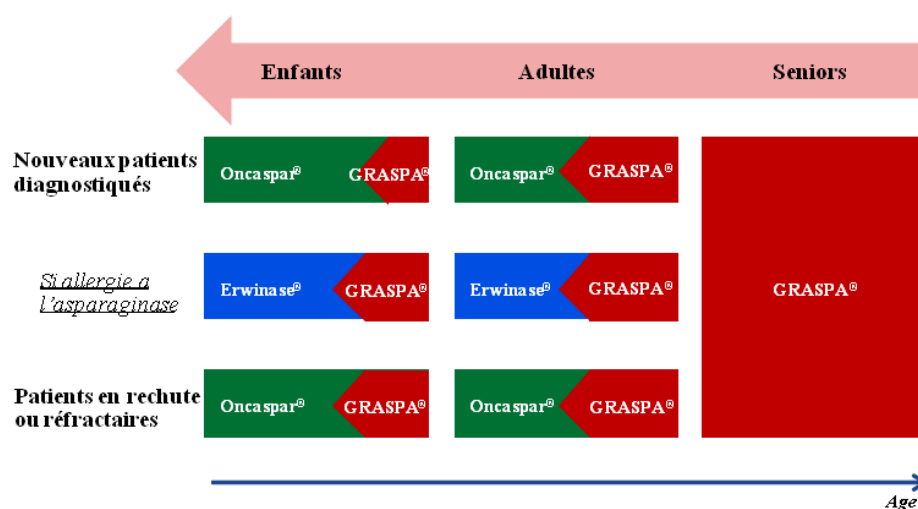 Enfants Adultes Seniors
Nouveaux patients
diagnostiqués
Oncaspar® GRASPA® Oncaspar® GRASPA®
Si allergie a
l'asparaginase
Erwinase® GRASPA® Erwinase® GRASPA® GRASPA®
Patients en rechute
ou réfractaires
Oncaspar® GRASPA® Oncaspar® GRASPA®
Age